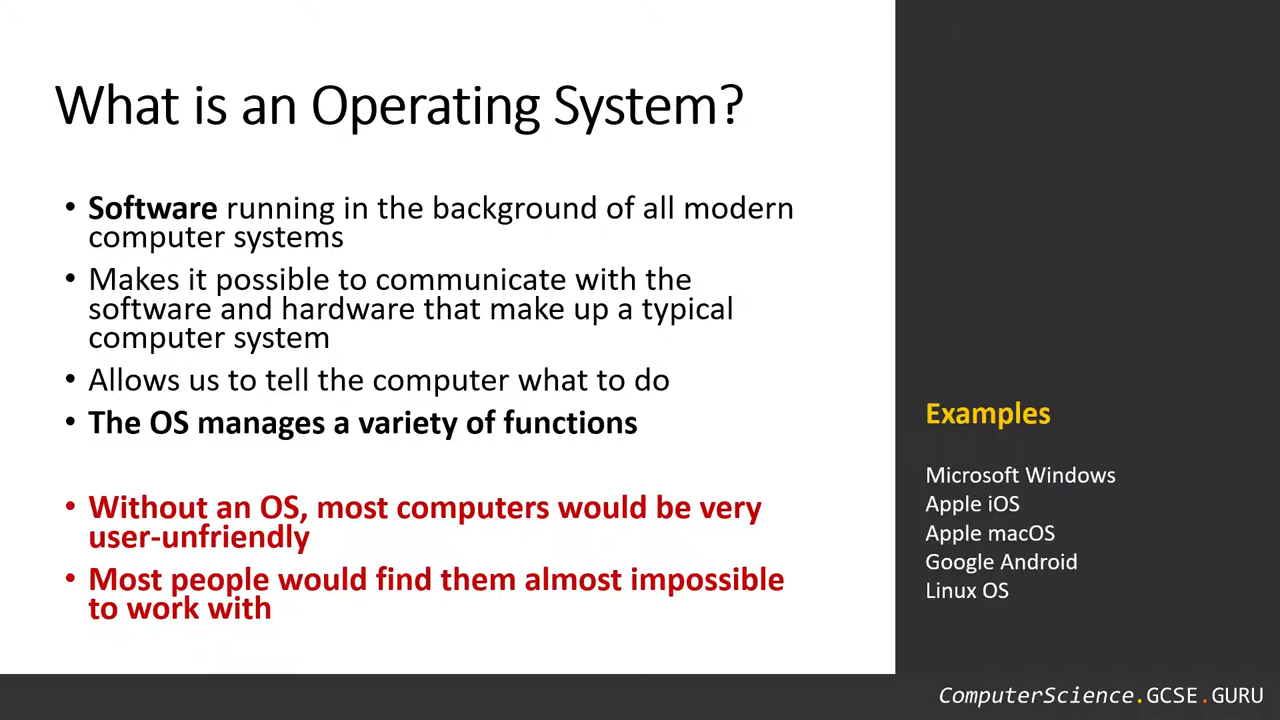 What is an Operating System?
• Software running in the background of all modern
computer systems
• Makes it possible to communicate with the
software and hardware that make up a typical
computer system
• Allows us to tell the computer what to do
• The OS manages a variety of functions
• Without an OS, most computers would be very
user-unfriendly
• Most people would find them almost impossible
to work with
Examples
Microsoft Windows
Apple iOS
Apple macOS
Google Android
Linux OS
ComputerScience.GCSE.GURU